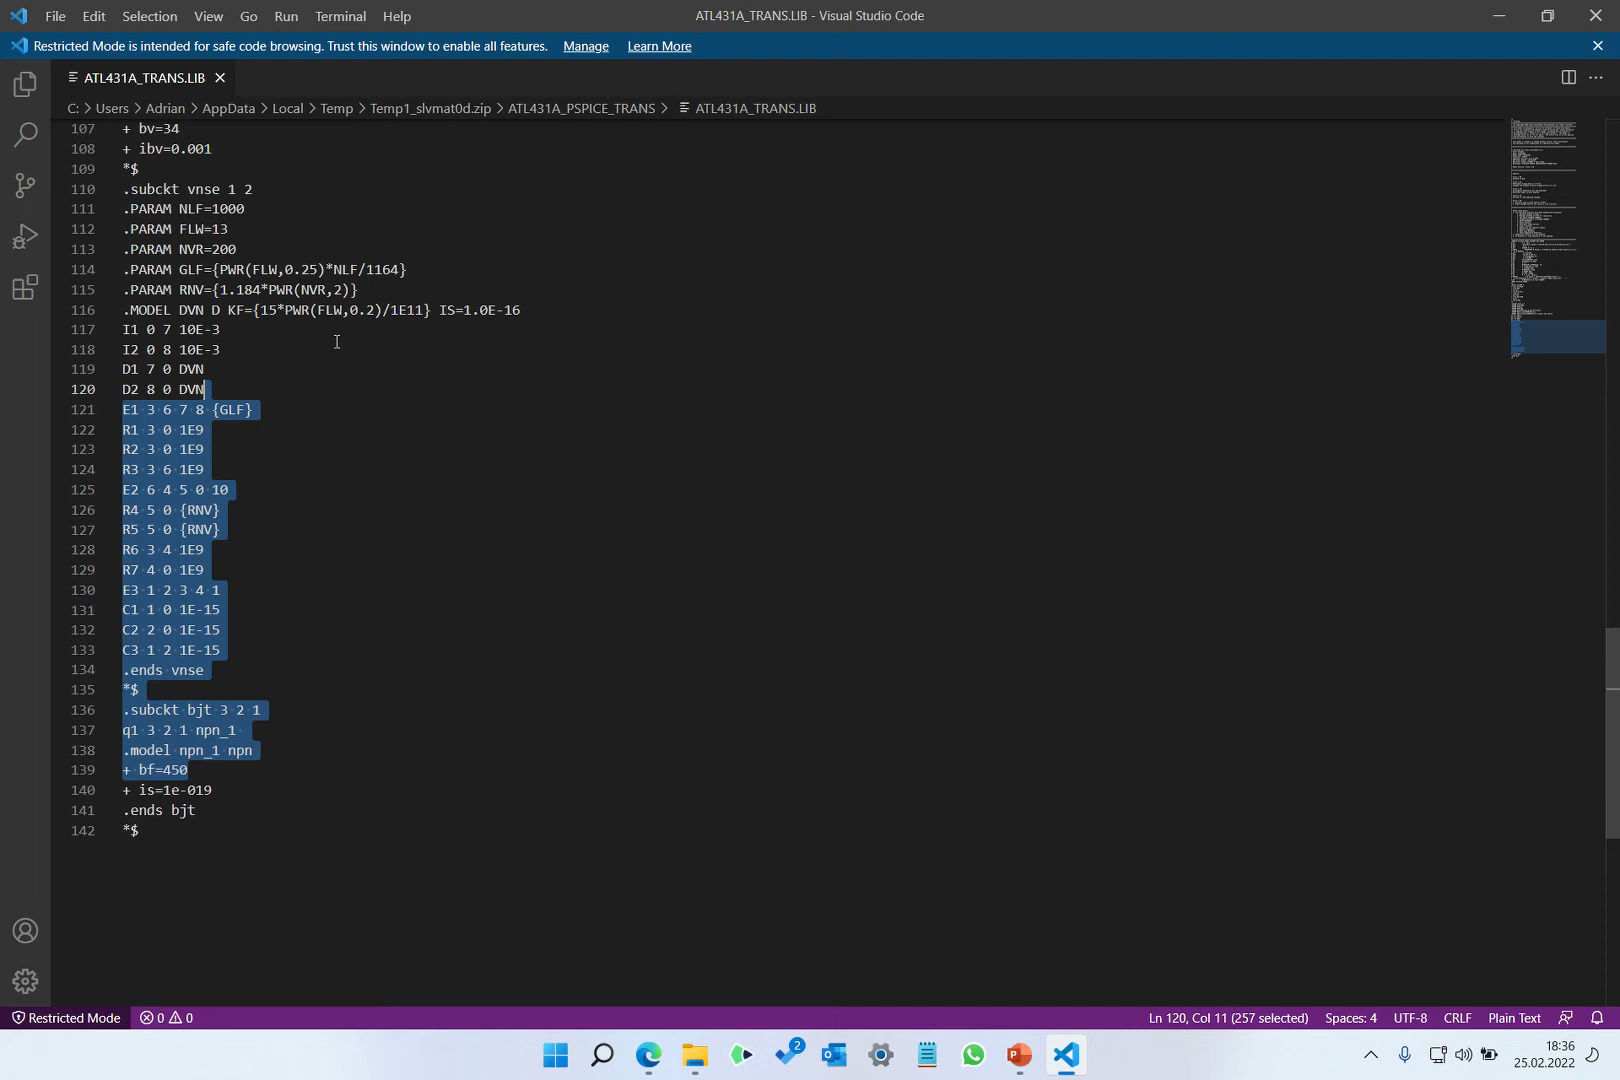 File Edit Selection View Go Run Terminal Help
ATL431A_TRANS.LIB - Visual Studio Code
Restricted Mode is intended for safe code browsing. Trust this window to enable all features. Manage Learn More
ATL431A_TRANS.LIB
C: > Users > Adrian > AppData > Local > Temp > Temp1_slvmat0d.zip > ATL431A_PSPICE_TRANS > ATL431A_TRANS.LIB
107 + bv=34
108 + ibv=0.001
109 *$
110 .subckt vnse 1 2
111 .PARAM NLF=1000
112 .PARAM FLW=13
113 .PARAM NVR=200
114 .PARAM GLF={PWR(FLW,0.25)*NLF/1164}
115 .PARAM RNV={1.184*PWR(NVR,2)}
116 .MODEL DVN D KF={15*PWR(FLW,0.2)/1E11} IS=1.0E-16
117 I1 0 7 10E-3
118 I2 0 8 10E-3
119 D1 7 0 DVN
120 D2 8 0 DVN
121 E1 3 6 7 8 {GLF}
122 R1 3 0 1E9
123 R2 3 0 1E9
124 R3 3 6 1E9
125 E2 6 4 5 0 10
126 R4 5 0 {RNV}
127 R5 5 0 {RNV}
128 R6 3 4 1E9
129 R7 4 0 1E9
130 E3 1 2 3 4 1
131 C1 1 0 1E-15
132 C2 2 0 1E-15
133 C3 1 2 1E-15
134 .ends vnse
135 *$
136 .subckt bjt 3 2 1
137 q1 3 2 1 npn_1
138 .model npn_1 npn
139 + bf=450
140 + is=1e-019
141 .ends bjt
142 *$
Restricted Mode 0 0
Ln 120, Col 11 (257 selected) Spaces: 4 UTF-8 CRLF Plain Text
2
18:36
25.02.2022